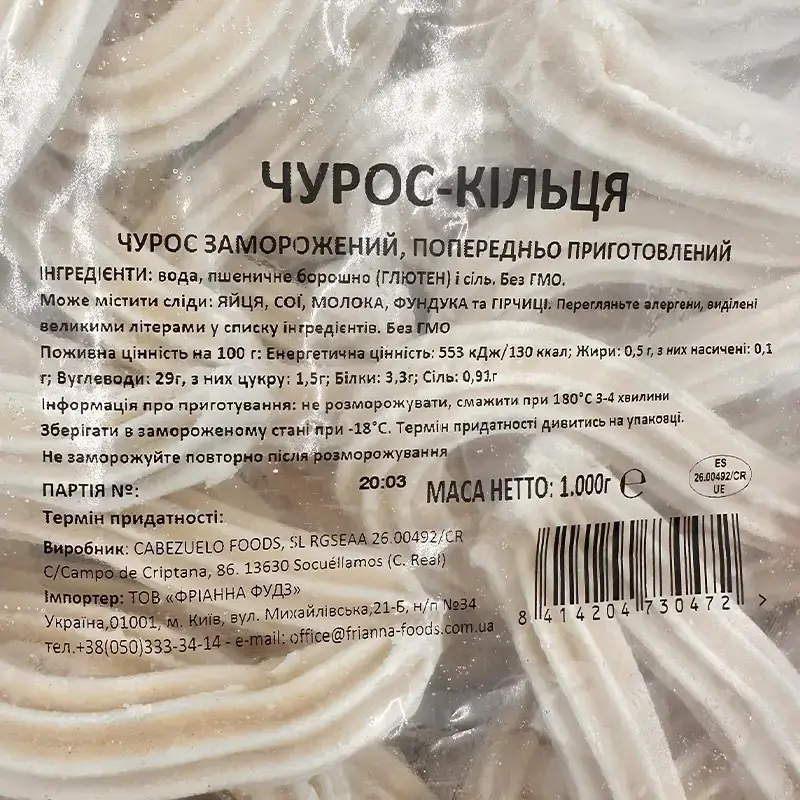 ЧУРОС-КІЛЬЦЯ
ЧУРОС ЗАМОРОЖЕНИЙ, ПОПЕРЕДНЬО ПРИГОТОВЛЕНИЙ
ІНГРЕДІЄНТИ: вода, пшеничне борошно (ГЛЮТЕН) і сіль. Без ГМО.
Може містити сліди: ЯЙЦЯ, СОЇ, МОЛОКА, ФУНДУКА та ГІРЧИЦІ. Перегляньте алергени, виділені
великими літерами у списку інгредієнтів. Без ГМО
Поживна цінність на 100 г: Енергетична цінність: 553 кДж/130 ккал; Жири: 0,5 г, з них насичені: 0,1
г; Вуглеводи: 29г, з них цукру: 1,5г; Білки: 3,3г; Сіль: 0,91г
Інформація про приготування: не розморожувати, смажити при 180°С 3-4 хвилини
Зберігати в замороженому стані при -18°С. Термін придатності дивитись на упаковці.
Не заморожуйте повторно після розморожування
ПАРТІЯ №:
20:03
МАСА НЕТТО: 1.000г ℮
ES
26.00492/CR
UE
Термін придатності:
Виробник: CABEZUELO FOODS, SL RGSEAA 26.00492/CR
C/Campo de Criptana, 86. 13630 Socuéllamos (C. Real)
Імпортер: ТОВ «ФРІАННА ФУДЗ»
Україна,01001, м. Київ, вул. Михайлівська,21-Б, н/п №34
тел.+38(050)333-34-14 - e-mail: office@frianna-foods.com.ua
8 414204 730472 >